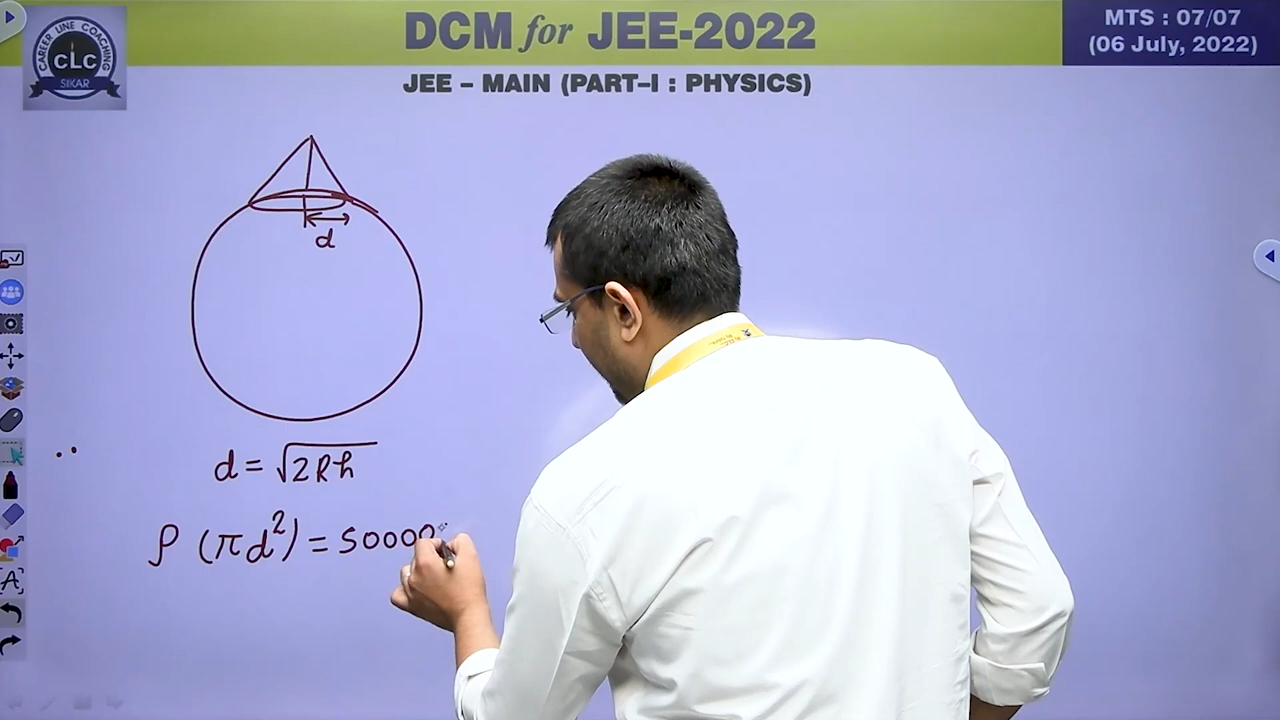 DCM for JEE-2022
MTS : 07/07
(06 July, 2022)
CAREER LINE COACHING
CLC
SIKAR
JEE – MAIN (PART–I : PHYSICS)
d
d = √2Rh
ρ (πd²) = 50000